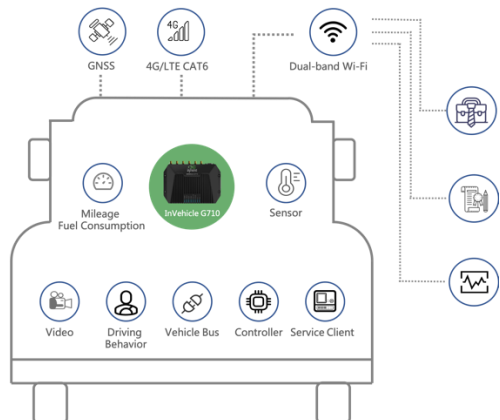 GNSS
4G
4G/LTE CAT6
Dual-band Wi-Fi
InVehicle G710
Mileage
Fuel Consumption
Sensor
Video
Driving
Behavior
Vehicle Bus
Controller
Service Client